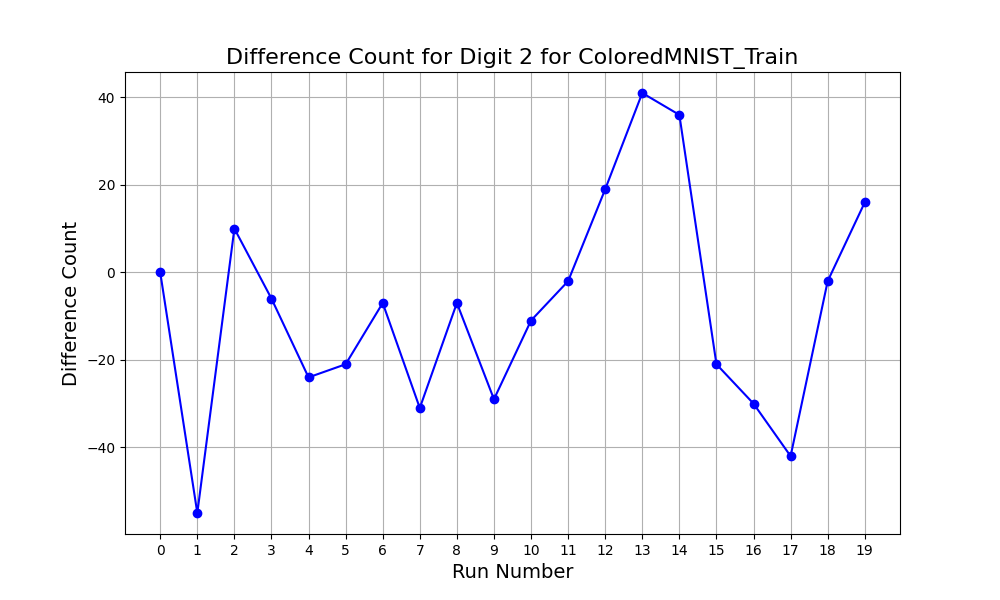 Difference Count for Digit 2 for ColoredMNIST_Train
Difference Count
40
20
0
−20
−40
0 1 2 3 4 5 6 7 8 9 10 11 12 13 14 15 16 17 18 19
Run Number